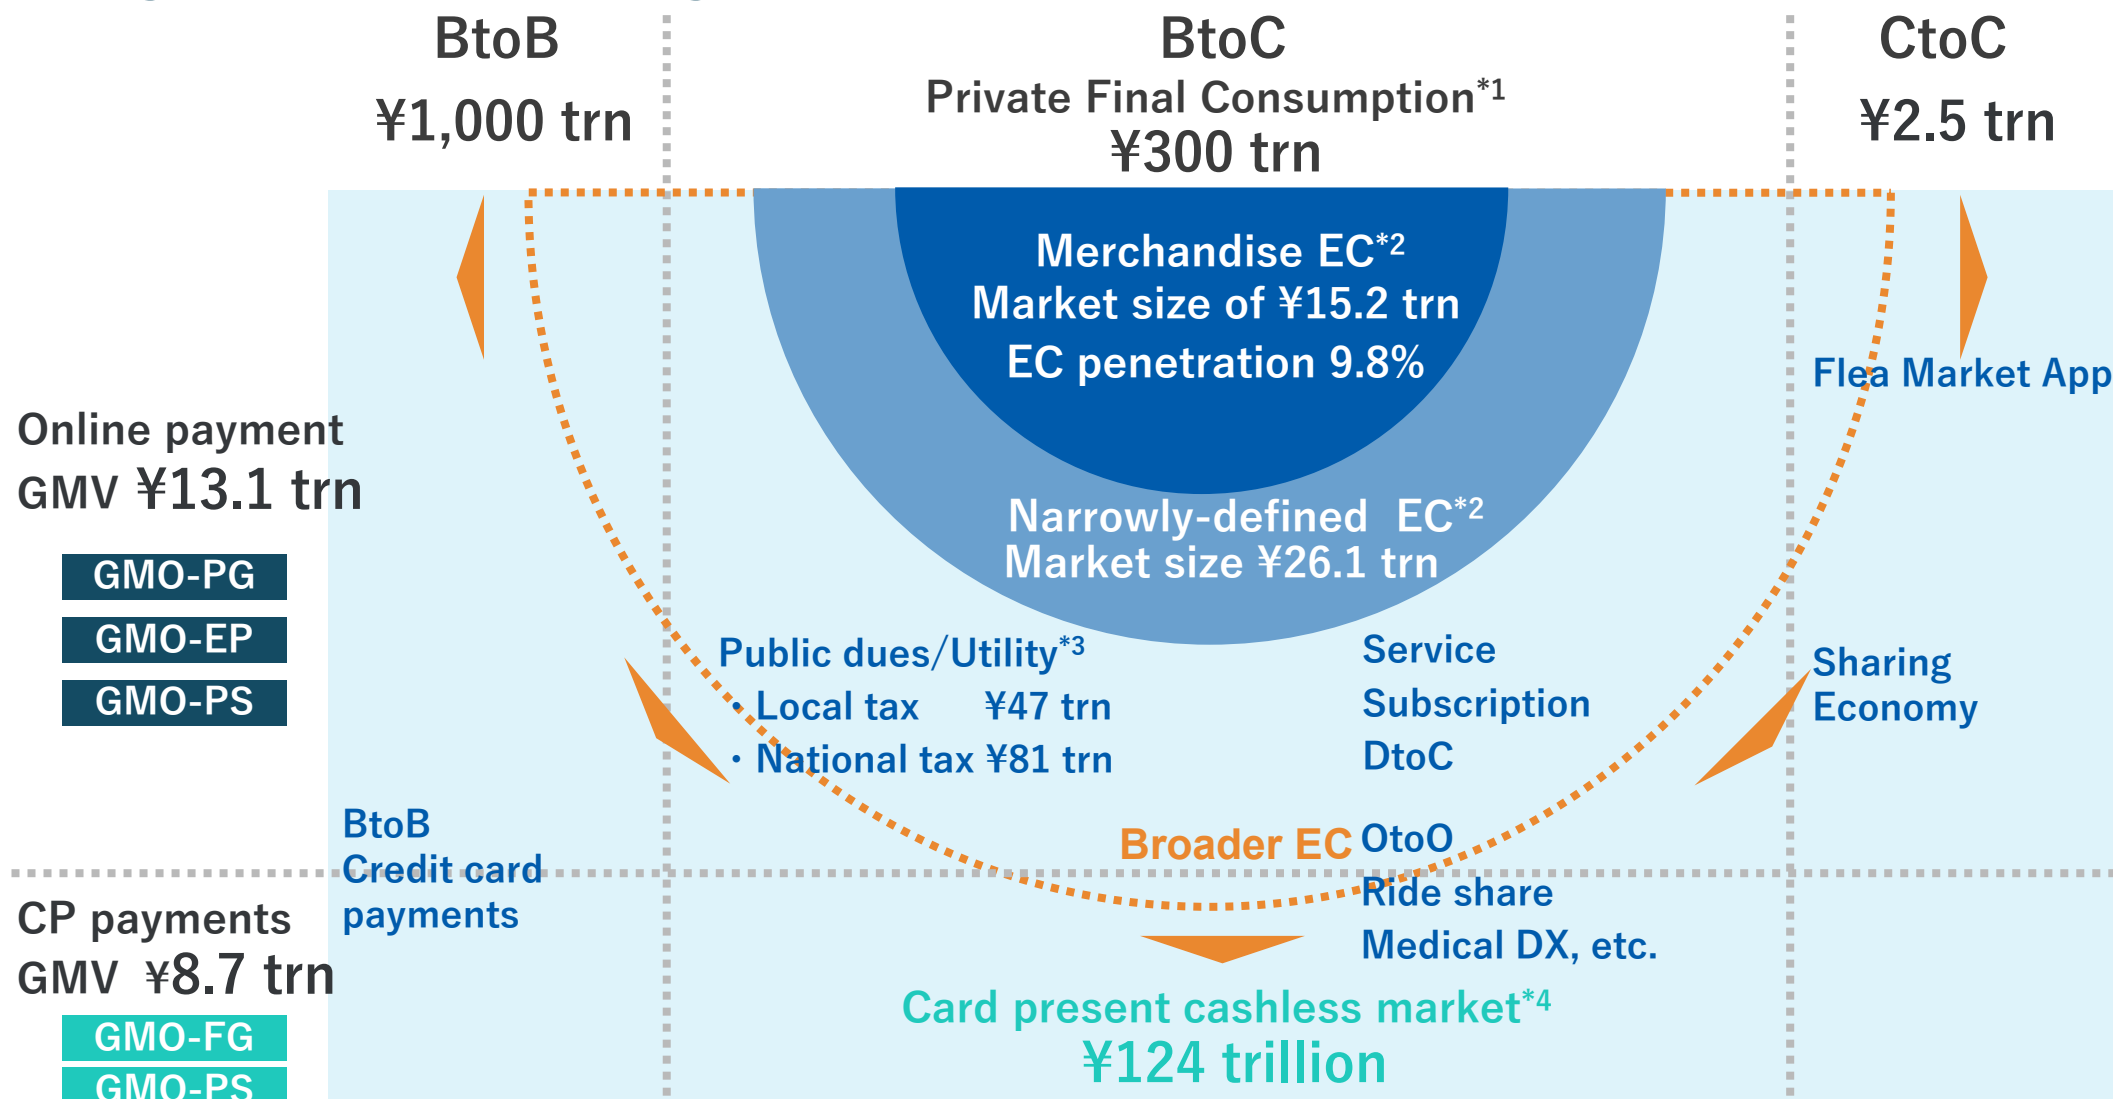 BtoB
¥1,000 trn
BtoC
Private Final Consumption*1
¥300 trn
CtoC
¥2.5 trn
Merchandise EC*2
Market size of ¥15.2 trn
EC penetration 9.8%
Narrowly-defined EC*2
Market size ¥26.1 trn
Flea Market App
Online payment
GMV ¥13.1 trn
GMO-PG
GMO-EP
GMO-PS
Public dues/Utility*3
・Local tax ¥47 trn
・National tax ¥81 trn
Service
Subscription
DtoC
Sharing
Economy
BtoB
Credit card
payments
Broader EC
OtoO
Ride share
Medical DX, etc.
CP payments
GMV ¥8.7 trn
GMO-FG
GMO-PS
Card present cashless market*4
¥124 trillion